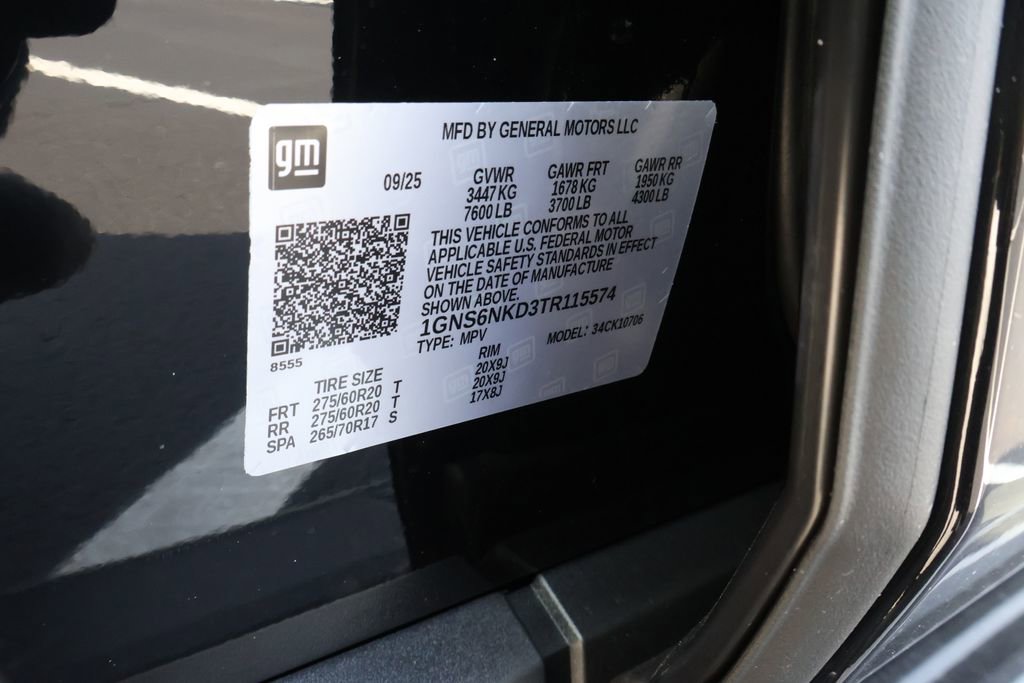 gm
MFD BY GENERAL MOTORS LLC
09/25
GVWR GAWR FRT GAWR RR
3447 KG 1678 KG 1950 KG
7600 LB 3700 LB 4300 LB
THIS VEHICLE CONFORMS TO ALL
APPLICABLE U.S. FEDERAL MOTOR
VEHICLE SAFETY STANDARDS IN EFFECT
ON THE DATE OF MANUFACTURE
SHOWN ABOVE.
1GNS6NKD3TR115574
TYPE: MPV MODEL: 34CK10706
8555
TIRE SIZE RIM
FRT 275/60R20 T 20X9J
RR 275/60R20 T 20X9J
SPA 265/70R17 S 17X8J